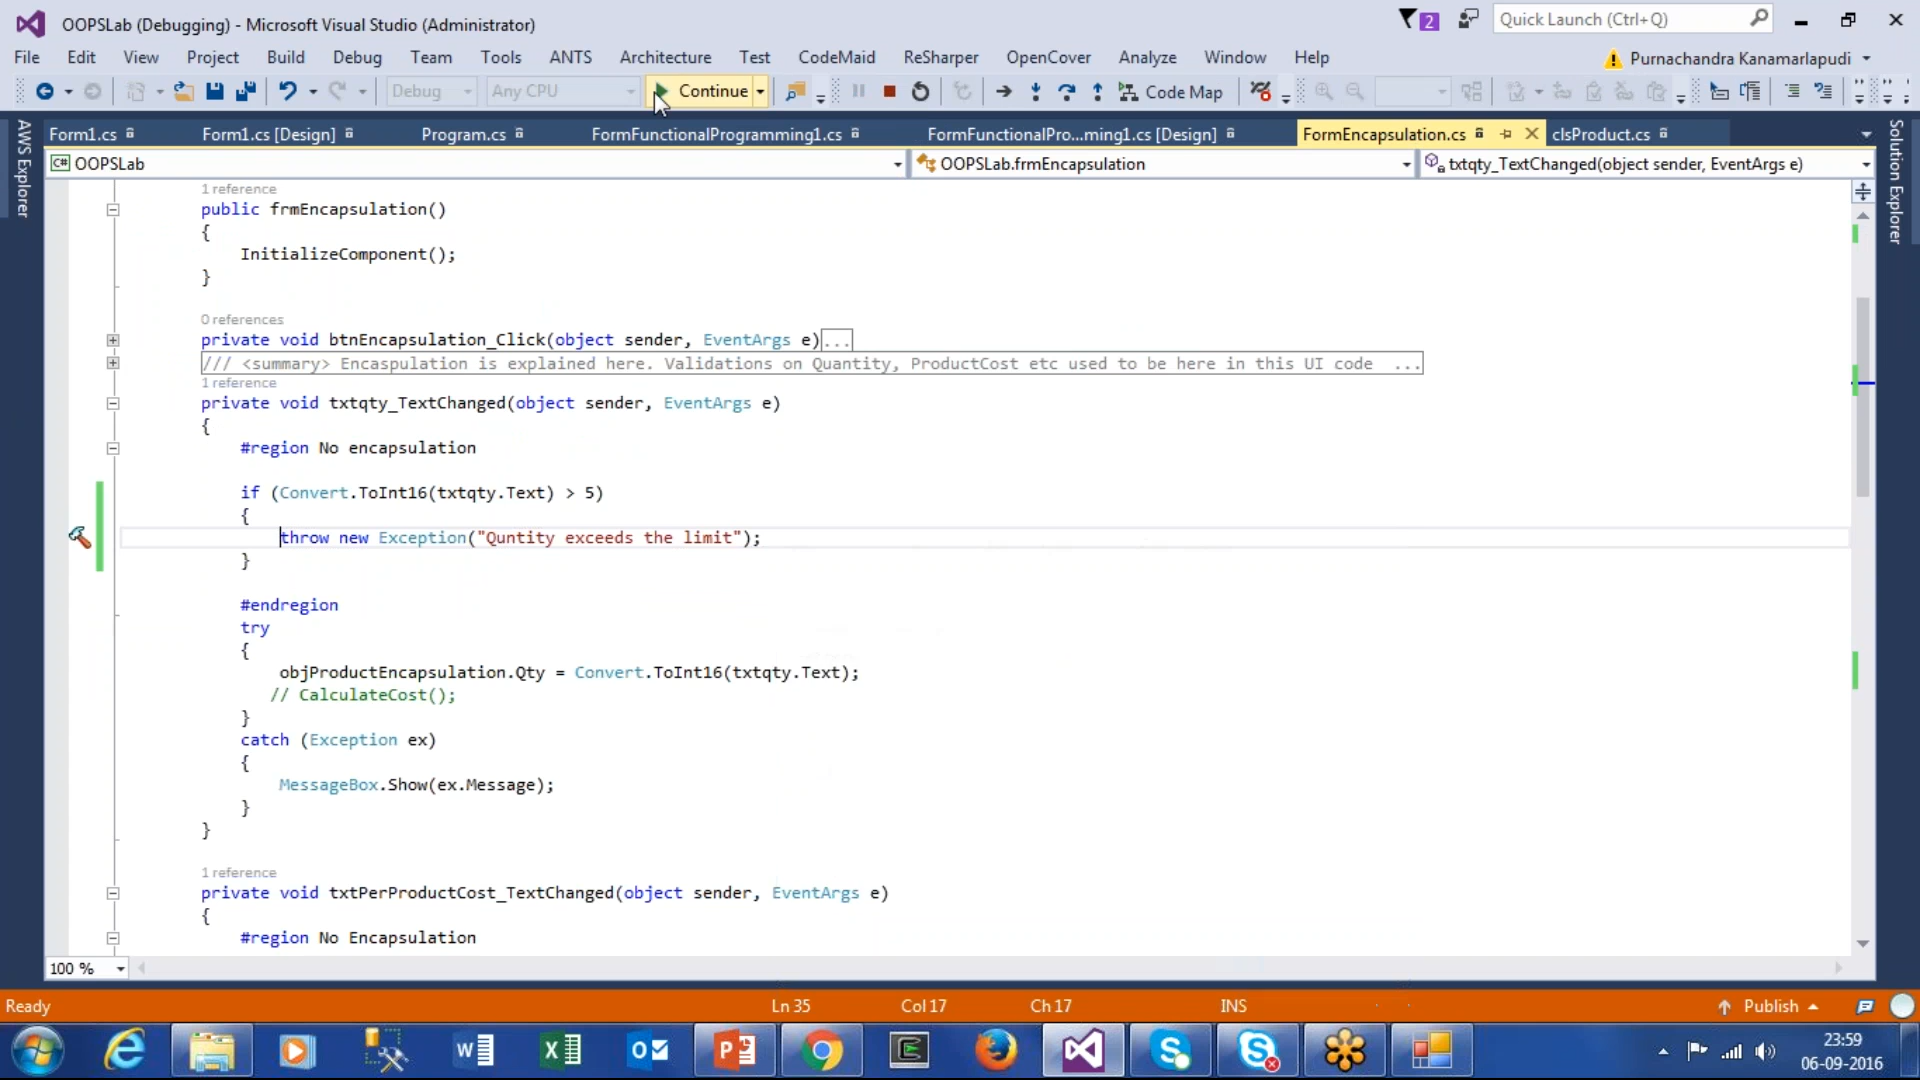 OOPSLab (Debugging) - Microsoft Visual Studio (Administrator)
2
Quick Launch (Ctrl+Q)
File Edit View Project Build Debug Team Tools ANTS Architecture Test CodeMaid ReSharper OpenCover Analyze Window Help
Purnachandra Kanamarlapudi
Debug Any CPU Continue Code Map
AWS Explorer
Form1.cs Form1.cs [Design] Program.cs FormFunctionalProgramming1.cs FormFunctionalPro...ming1.cs [Design] FormEncapsulation.cs clsProduct.cs
Solution Explorer
C# OOPSLab OOPSLab.frmEncapsulation txtqty_TextChanged(object sender, EventArgs e)
1 reference
public frmEncapsulation()
{
InitializeComponent();
}
0 references
private void btnEncapsulation_Click(object sender, EventArgs e)...
/// <summary> Encaspulation is explained here. Validations on Quantity, ProductCost etc used to be here in this UI code ...
1 reference
private void txtqty_TextChanged(object sender, EventArgs e)
{
#region No encapsulation
if (Convert.ToInt16(txtqty.Text) > 5)
{
throw new Exception("Quntity exceeds the limit");
}
#endregion
try
{
objProductEncapsulation.Qty = Convert.ToInt16(txtqty.Text);
// CalculateCost();
}
catch (Exception ex)
{
MessageBox.Show(ex.Message);
}
}
1 reference
private void txtPerProductCost_TextChanged(object sender, EventArgs e)
{
#region No Encapsulation
100 %
Ready Ln 35 Col 17 Ch 17 INS Publish
23:59
06-09-2016